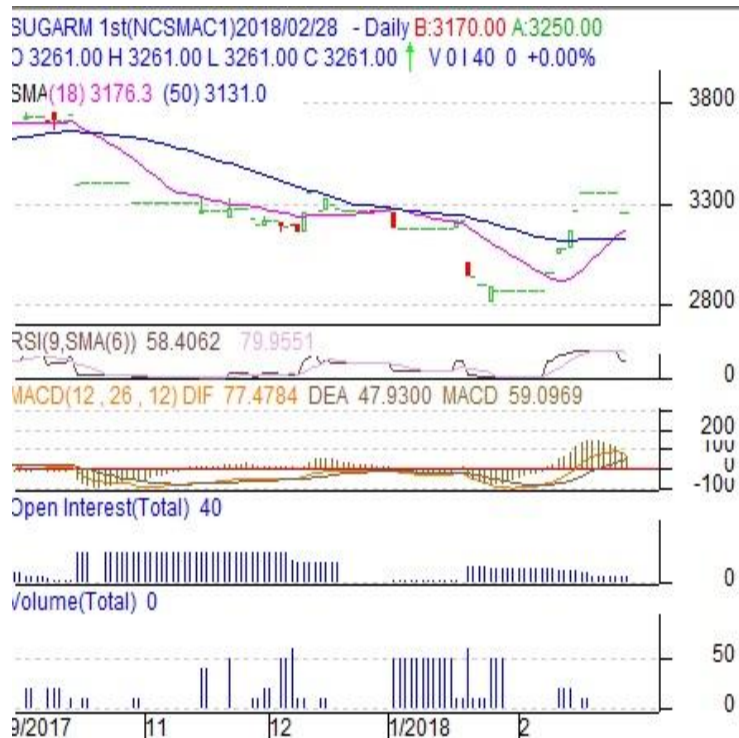 SUGARM 1st(NCSMAC1)2018/02/28 - Daily B:3170.00 A:3250.00
O 3261.00 H 3261.00 L 3261.00 C 3261.00 ↑ V 0 I 40 0 +0.00%
SMA(18) 3176.3 (50) 3131.0
3800
3300
2800
RSI(9,SMA(6)) 58.4062 79.9551
0
MACD(12 , 26 , 12) DIF 77.4784 DEA 47.9300 MACD 59.0969
200
100
0
-100
Open Interest(Total) 40
0
Volume(Total) 0
50
0
9/2017 11 12 1/2018 2